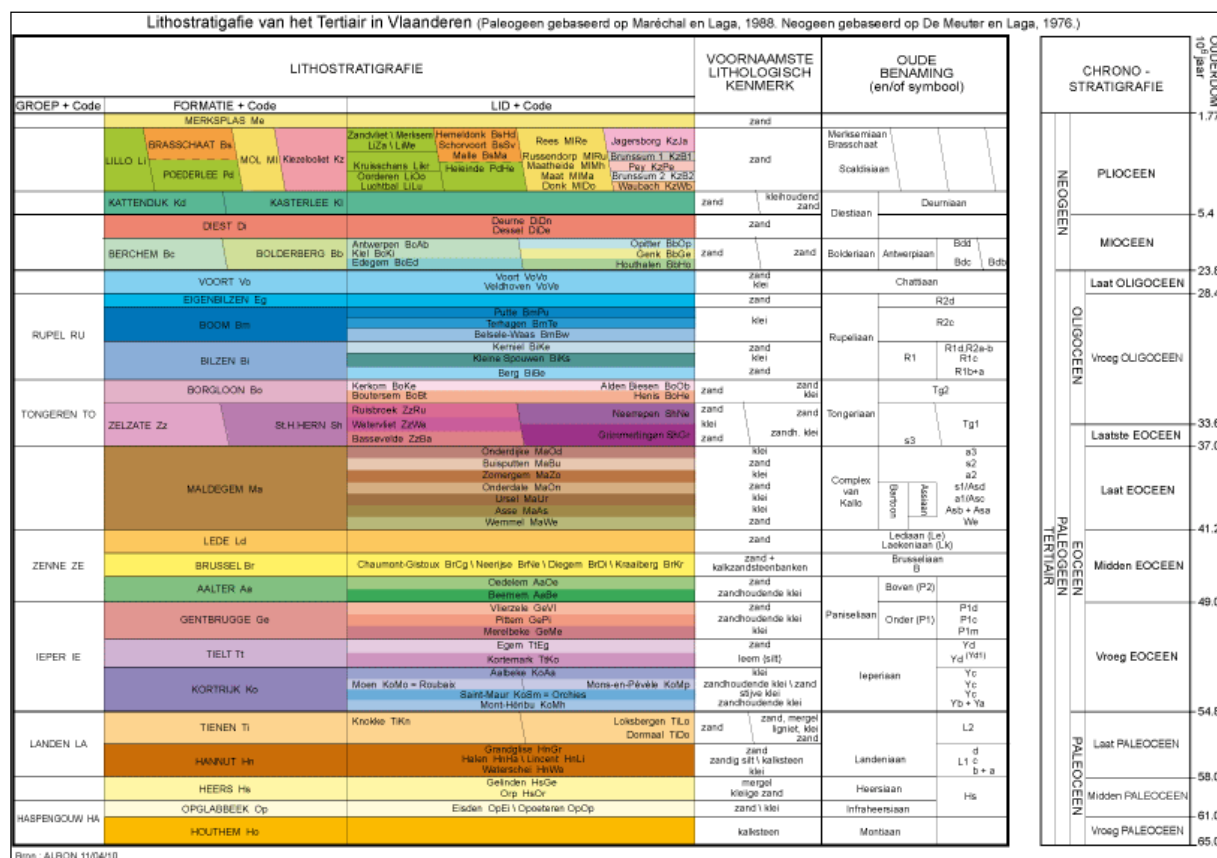 Lithostratigafie van het Tertiair in Vlaanderen (Paleogeen gebaseerd op Maréchal en Laga, 1988. Neogeen gebaseerd op De Meuter en Laga, 1976.)
LITHOSTRATIGRAFIE
VOORNAAMSTE LITHOLOGISCH KENMERK
OUDE BENAMING (en/of symbool)
CHRONO - STRATIGRAFIE
OUDERDOM 10⁶ jaar
GROEP + Code FORMATIE + Code LID + Code
MERKSPLAS Me zand 1.77
LILLO Li BRASSCHAAT Bs POEDERLEE Pd MOL Ml Kiezeloöliet Kz
Zandvliet \ Merksem LiZa \ LiMe
Kruisschans LiKr
Oorderen LiOo
Luchtbal LiLu
Hemeldonk BsHd
Schorvoort BsSv
Malle BsMa
Heieinde PdHe
Rees MlRe
Russendorp MlRu
Maatheide MlMh
Maat MlMa
Donk MlDo
Jagersborg KzJa
Brunssum 1 KzB1
Pey KzPe
Brunssum 2 KzB2
Waubach KzWb
zand
Merksemiaan
Brasschaat
Scaldisiaan
KATTENDIJK Kd KASTERLEE Kl zand kleihoudend zand Diestiaan Deurniaan
DIEST Di Deurne DiDn zand
Dessel DiDe
BERCHEM Bc BOLDERBERG Bb
Antwerpen BcAb Opitter BbOp
Kiel BcKi Genk BbGe
Edegem BcEd Houthalen BbHo
zand zand Bolderiaan Antwerpiaan Bdd Bdc Bdb
VOORT Vo Voort VoVo zand Chattiaan
Veldhoven VoVe klei
RUPEL RU
EIGENBILZEN Eg zand R2d
BOOM Bm Putte BmPu
Terhagen BmTe klei R2c
Belsele-Waas BmBw
Rupeliaan
BILZEN Bi Kerniel BiKe zand R1 R1d,R2a-b
Kleine Spouwen BiKs klei R1c
Berg BiBe zand R1b+a
TONGEREN TO
BORGLOON Bo
Kerkom BoKe Alden Biesen BoOb zand zand Tg2
Boutersem BoBt Henis BoHe klei
ZELZATE Zz St.H.HERN Sh
Ruisbroek ZzRu Neerrepen ShNe zand zand
Watervliet ZzWa klei
Bassevelde ZzBa Grimmertingen ShGr zand zandh. klei
Tongeriaan Tg1 s3
MALDEGEM Ma
Onderdijke MaOd klei a3
Buisputten MaBu zand s2
Zomergem MaZo klei a2
Onderdale MaOn zand s1/Asd
Ursel MaUr klei a1/Asc
Asse MaAs klei Asb + Asa
Wemmel MaWe zand We
Complex van Kallo Bartoon Assiaan
ZENNE ZE
LEDE Ld zand Lediaan (Le)
Laekeniaan (Lk)
BRUSSEL Br Chaumont-Gistoux BrCg \ Neerijse BrNe \ Diegem BrDi \ Kraaiberg BrKr zand + kalkzandsteenbanken Brusseliaan B
AALTER Aa Oedelem AaOe zand Boven (P2)
Beernem AaBe zandhoudende klei
Paniseliaan
IEPER IE
GENTBRUGGE Ge Vlierzele GeVl zand P1d
Pittem GePi zandhoudende klei Onder (P1) P1c
Merelbeke GeMe klei P1m
TIELT Tt Egem TtEg zand Yd
Kortemark TtKo leem (silt) Yd (Yd1)
Ieperiaan
KORTRIJK Ko Aalbeke KoAa klei Yc
Moen KoMo = Roubaix Mons-en-Pévèle KoMp zandhoudende klei \ zand Yc
Saint-Maur KoSm = Orchies stijve klei Yc
Mont-Héribu KoMh zandhoudende klei Yb + Ya
LANDEN LA
TIENEN Ti Knokke TiKn Loksbergen TiLo zand zand, mergel ligniet, klei zand L2
Dormaal TiDo
HANNUT Hn Grandglise HnGr zand d
Halen HnHa \ Lincent HnLi zandig silt \ kalksteen Landeniaan L1 c
Waterschei HnWa klei b + a
HEERS Hs Gelinden HsGe mergel Heersiaan Hs
Orp HsOr kleiige zand
HASPENGOUW HA
OPGLABBEEK Op Eisden OpEi \ Opoeteren OpOp zand \ klei Infraheersiaan
HOUTHEM Ho kalksteen Montiaan
TERTIAIR
NEOGEEN
PALEOGEEN
OLIGOCEEN
EOCEEN
PALEOCEEN
PLIOCEEN
5.4
MIOCEEN
23.8
Laat OLIGOCEEN
28.4
Vroeg OLIGOCEEN
33.6
Laatste EOCEEN
37.0
Laat EOCEEN
41.2
Midden EOCEEN
49.0
Vroeg EOCEEN
54.8
Laat PALEOCEEN
58.0
Midden PALEOCEEN
61.0
Vroeg PALEOCEEN
65.0
Bron : ALBON 11/04/10